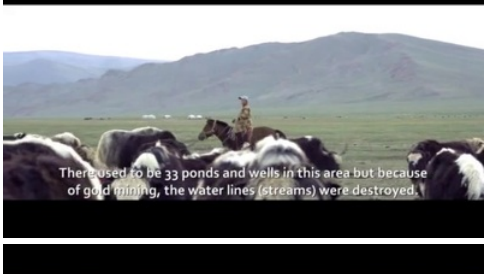 There used to be 33 ponds and wells in this area but because
of gold mining, the water lines (streams) were destroyed.